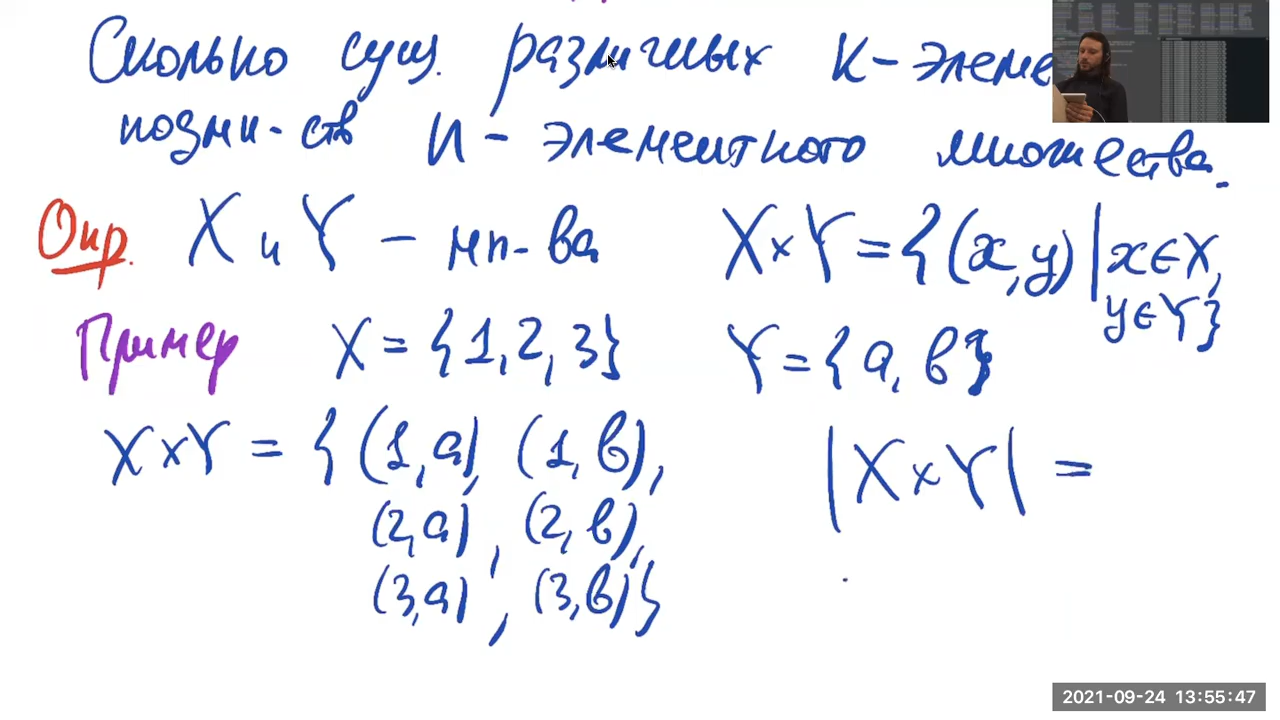 Сколько сущ. различных k-элеме
подмн-ств n-элементного множества.
Опр. X и Y - мн-ва X×Y={(x,y)|x∈X,
y∈Y}
Пример X={1,2,3} Y={a,b}
X×Y={(1,a),(1,b), |X×Y|=
(2,a),(2,b),
(3,a),(3,b)}
2021-09-24 13:55:47